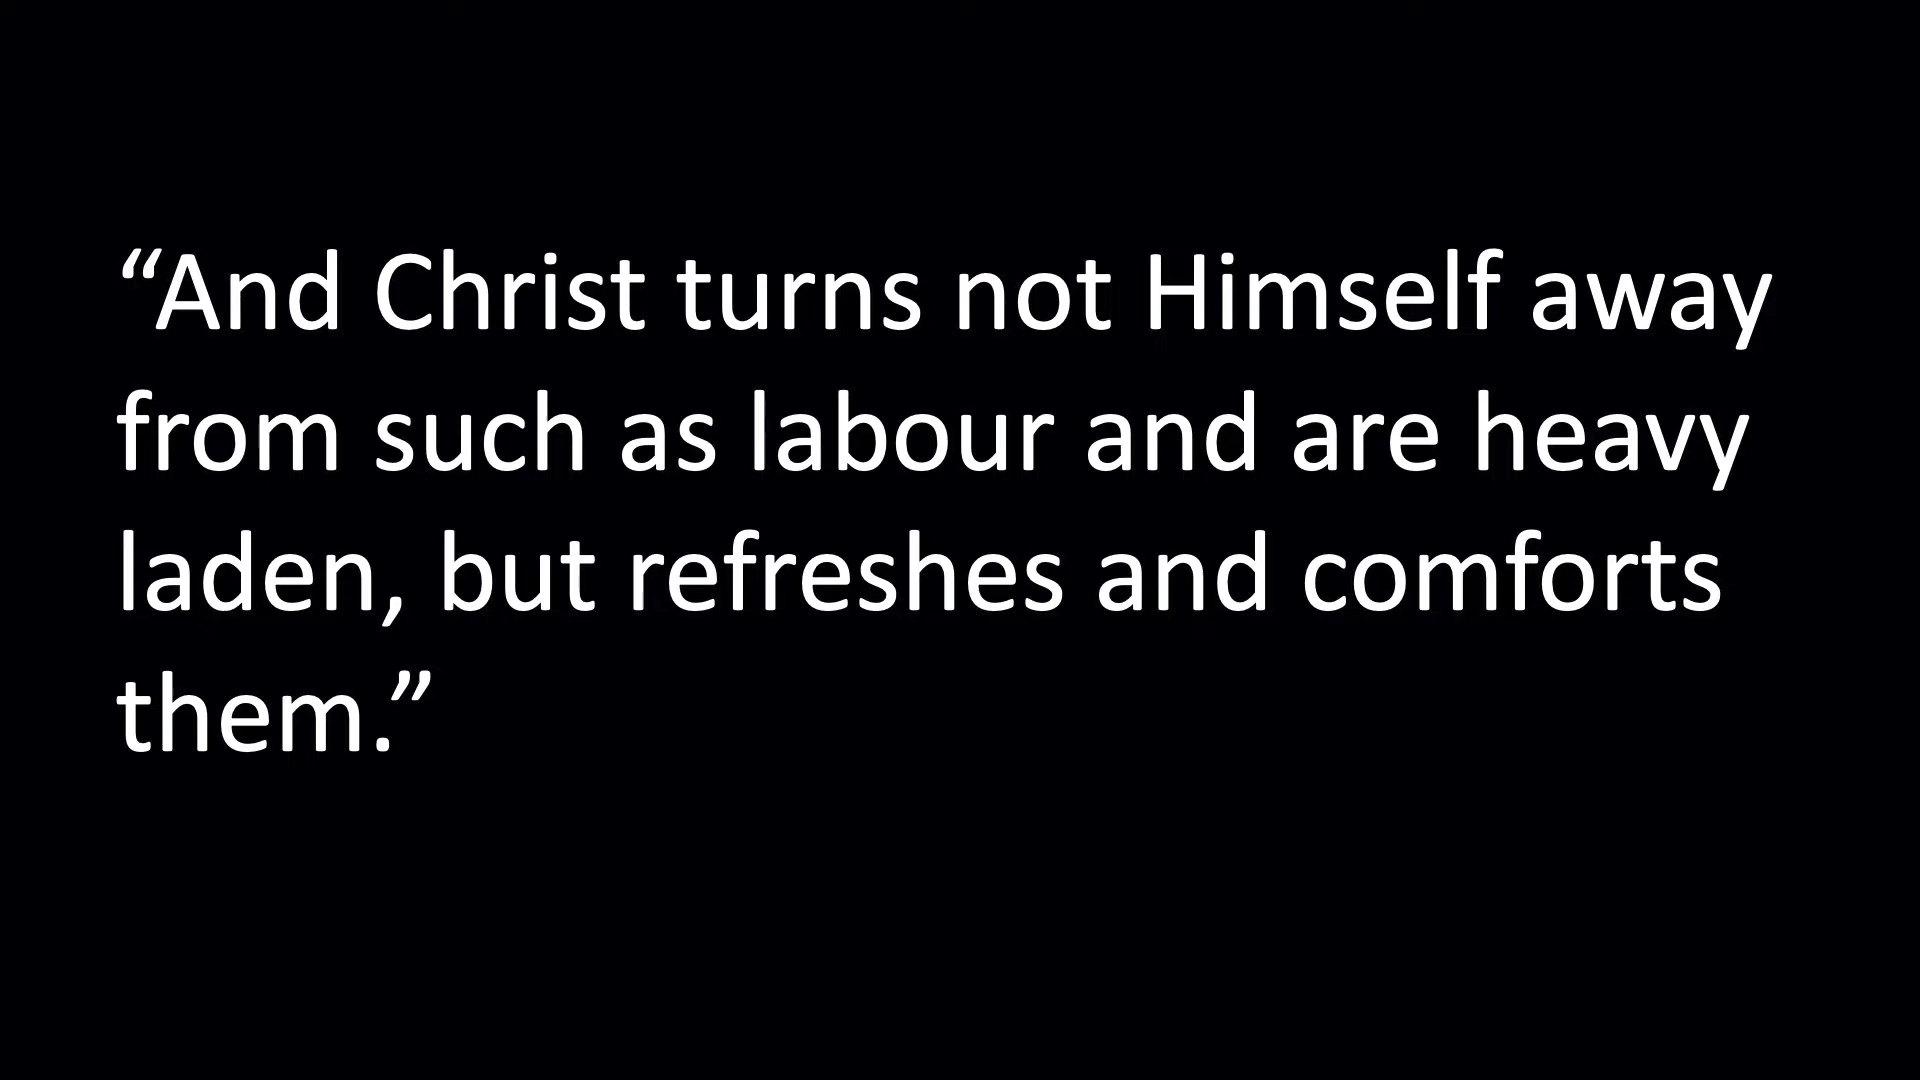 “And Christ turns not Himself away
from such as labour and are heavy
laden, but refreshes and comforts
them.”